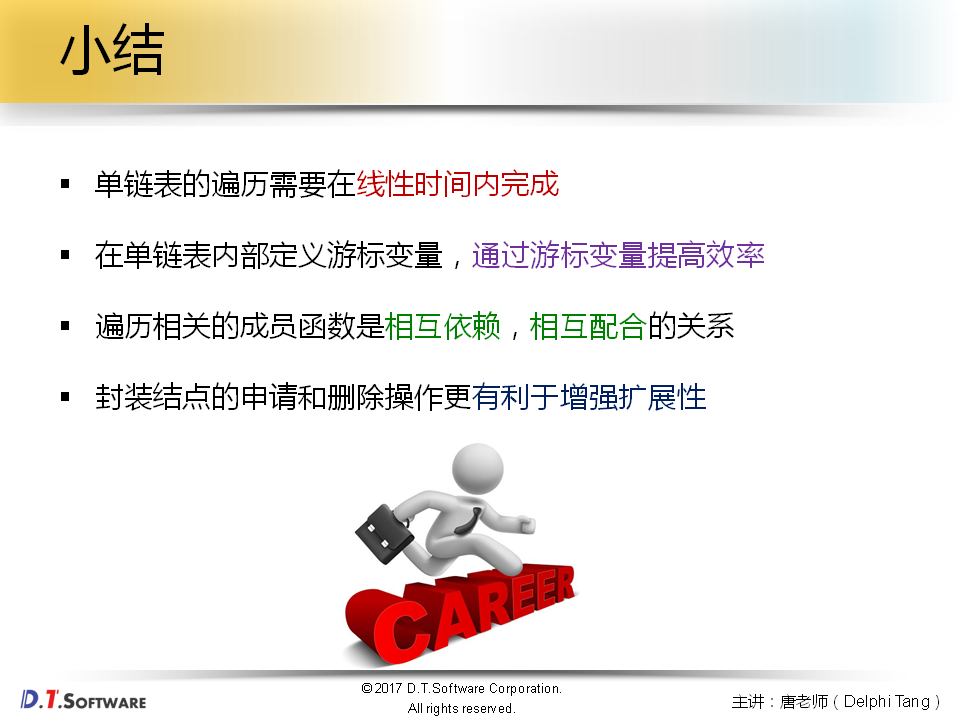 小结
单链表的遍历需要在线性时间内完成
在单链表内部定义游标变量，通过游标变量提高效率
遍历相关的成员函数是相互依赖，相互配合的关系
封装结点的申请和删除操作更有利于增强扩展性
CAREER
D.T.SOFTWARE
©2017 D.T.Software Corporation.
All rights reserved.
主讲：唐老师（Delphi Tang）